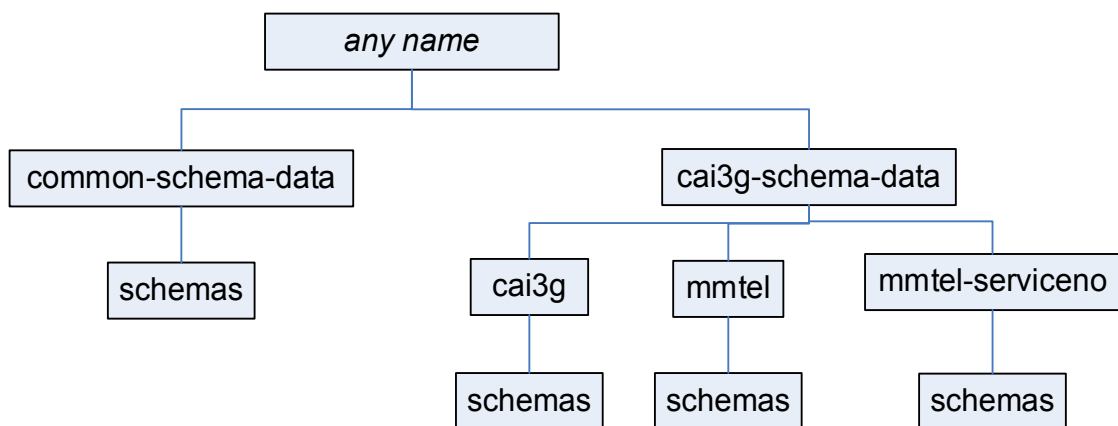 any name
common-schema-data
cai3g-schema-data
schemas
cai3g
mmtel
mmtel-serviceno
schemas
schemas
schemas